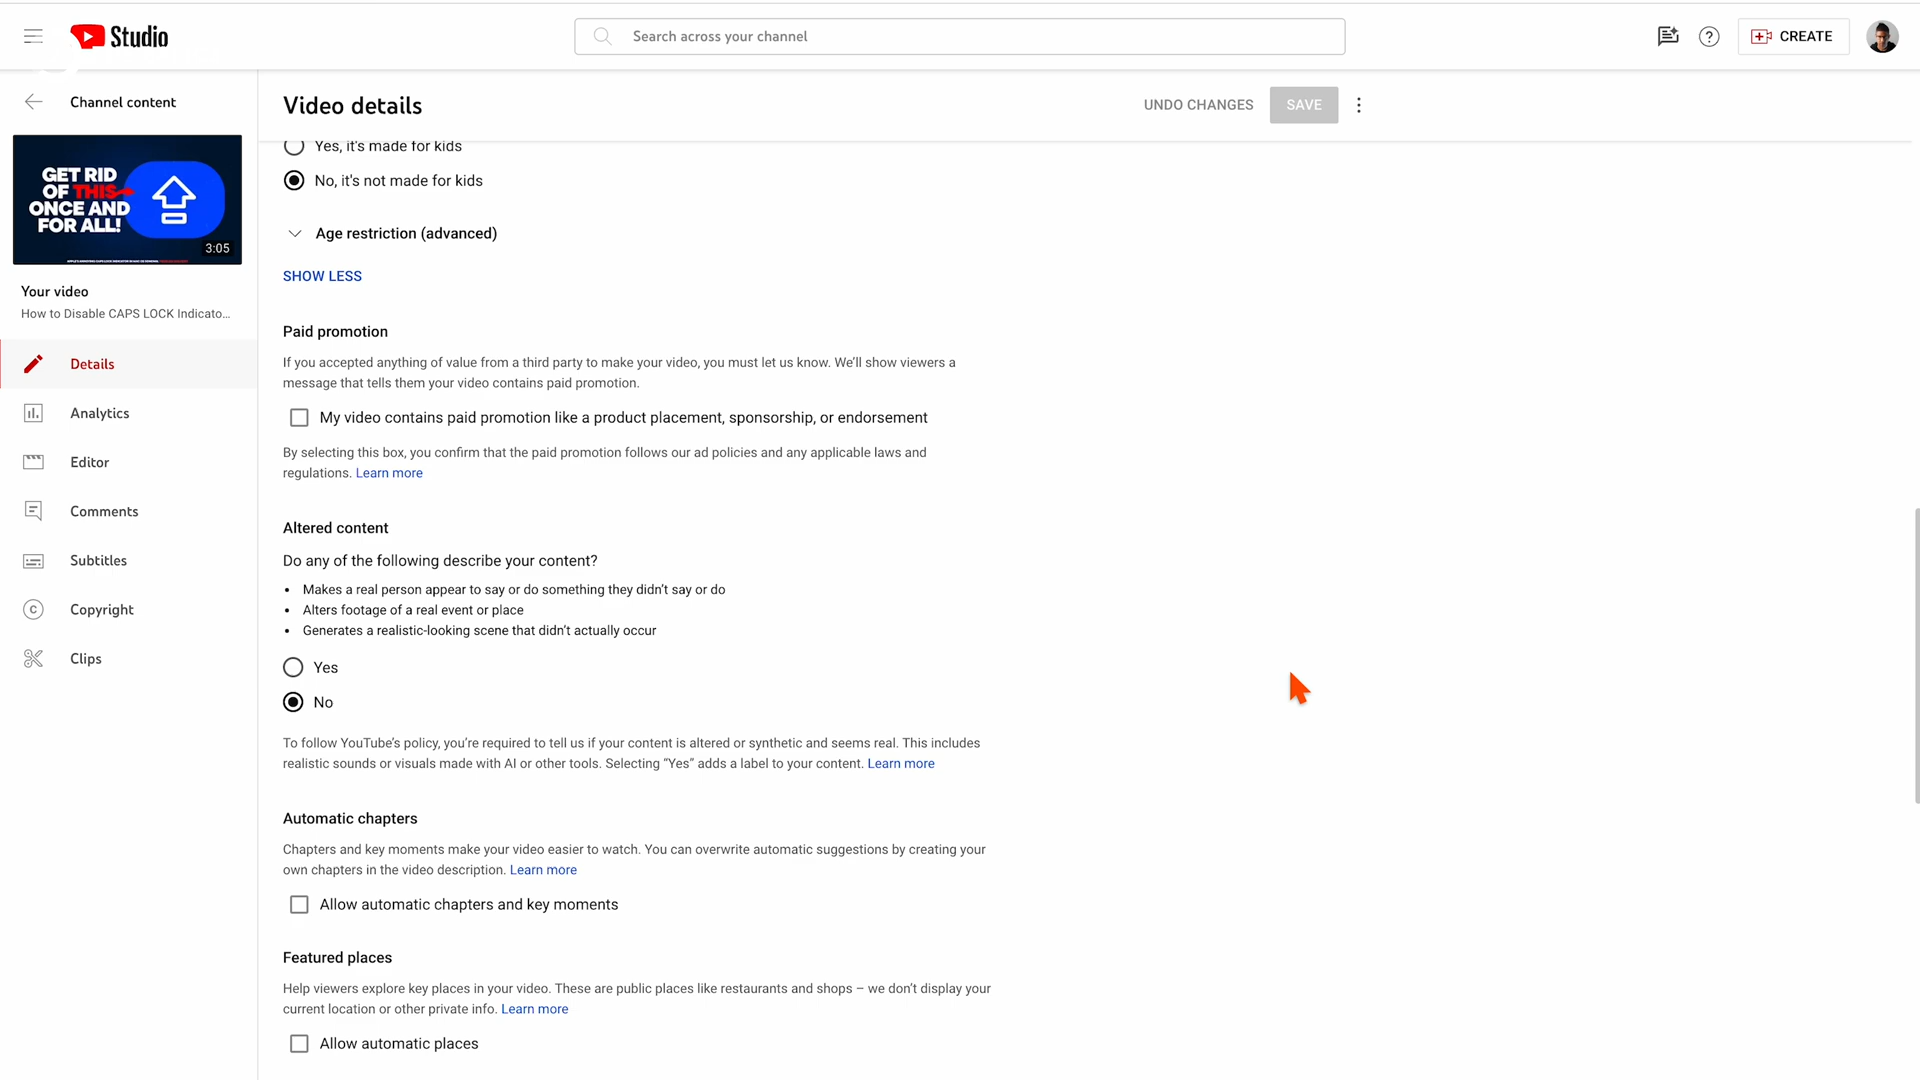 Studio
Search across your channel
CREATE
Channel content
Video details
UNDO CHANGES
SAVE
GET RID
OF THIS
ONCE AND
FOR ALL!
3:05
Your video
How to Disable CAPS LOCK Indicato...
Details
Analytics
Editor
Comments
Subtitles
Copyright
Clips
Yes, it's made for kids
No, it's not made for kids
Age restriction (advanced)
SHOW LESS
Paid promotion
If you accepted anything of value from a third party to make your video, you must let us know. We'll show viewers a
message that tells them your video contains paid promotion.
My video contains paid promotion like a product placement, sponsorship, or endorsement
By selecting this box, you confirm that the paid promotion follows our ad policies and any applicable laws and
regulations. Learn more
Altered content
Do any of the following describe your content?
• Makes a real person appear to say or do something they didn't say or do
• Alters footage of a real event or place
• Generates a realistic-looking scene that didn't actually occur
Yes
No
To follow YouTube's policy, you're required to tell us if your content is altered or synthetic and seems real. This includes
realistic sounds or visuals made with AI or other tools. Selecting “Yes” adds a label to your content. Learn more
Automatic chapters
Chapters and key moments make your video easier to watch. You can overwrite automatic suggestions by creating your
own chapters in the video description. Learn more
Allow automatic chapters and key moments
Featured places
Help viewers explore key places in your video. These are public places like restaurants and shops – we don't display your
current location or other private info. Learn more
Allow automatic places